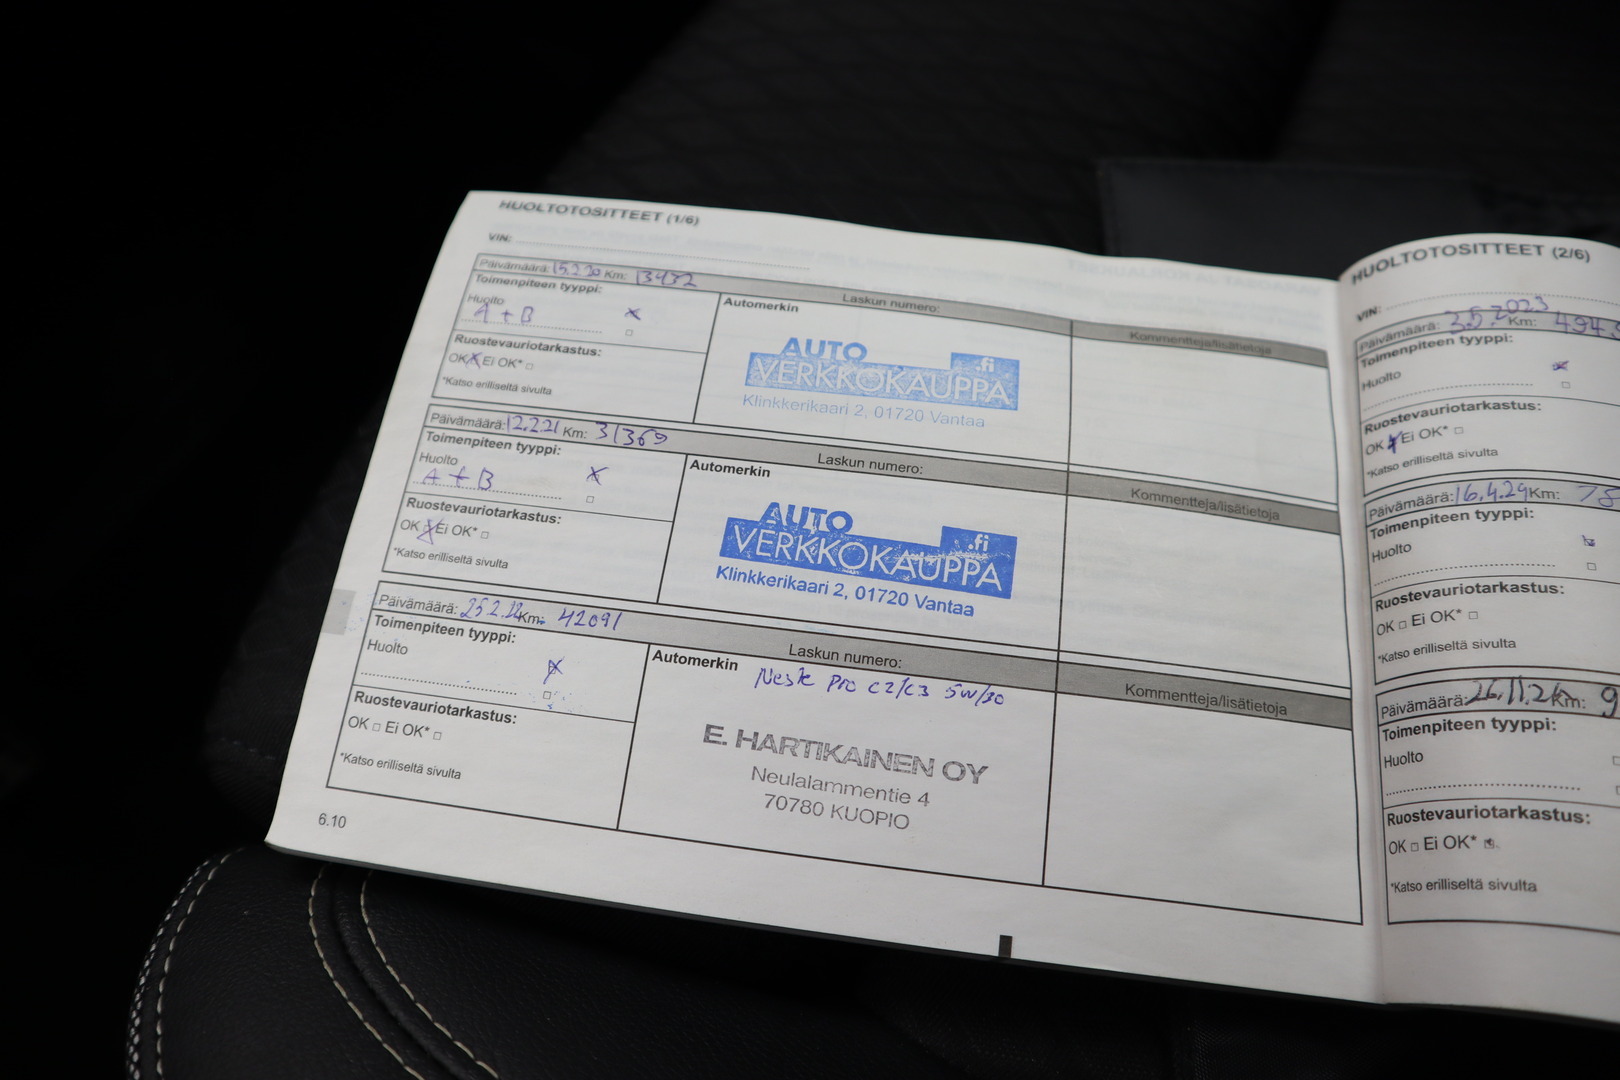 HUOLTOTOSITTEET (1/6)
VIN:
Päivämäärä: 15.2.20 Km: 13432
Laskun numero:
Toimenpiteen tyyppi:
Huolto
A + B
Ruostevauriotarkastus:
OK Ei OK*
*Katso erilliseltä sivulta
Automerkin
AUTO
VERKKOKAUPPA
.fi
Klinkkerikaari 2, 01720 Vantaa
Kommentteja/lisätietoja
Päivämäärä: 12.2.21 Km: 31369
Laskun numero:
Toimenpiteen tyyppi:
Huolto
A + B
Ruostevauriotarkastus:
OK Ei OK*
*Katso erilliseltä sivulta
Automerkin
AUTO
VERKKOKAUPPA
.fi
Klinkkerikaari 2, 01720 Vantaa
Kommentteja/lisätietoja
Päivämäärä: 25.2.22 Km: 42091
Laskun numero:
Toimenpiteen tyyppi:
Huolto
Ruostevauriotarkastus:
OK Ei OK*
*Katso erilliseltä sivulta
Automerkin
Neste Pro C2/C3 5W/30
E. HARTIKAINEN OY
Neulalammentie 4
70780 KUOPIO
Kommentteja/lisätietoja
6.10
HUOLTOTOSITTEET (2/6)
VIN:
Päivämäärä: 3.5.2023 Km: 494
Toimenpiteen tyyppi:
Huolto
Ruostevauriotarkastus:
OK Ei OK*
*Katso erilliseltä sivulta
Päivämäärä: 16.4.24 Km: 78
Toimenpiteen tyyppi:
Huolto
Ruostevauriotarkastus:
OK Ei OK*
*Katso erilliseltä sivulta
Päivämäärä: 26.11.2 Km: 9
Toimenpiteen tyyppi:
Huolto
Ruostevauriotarkastus:
OK Ei OK*
*Katso erilliseltä sivulta